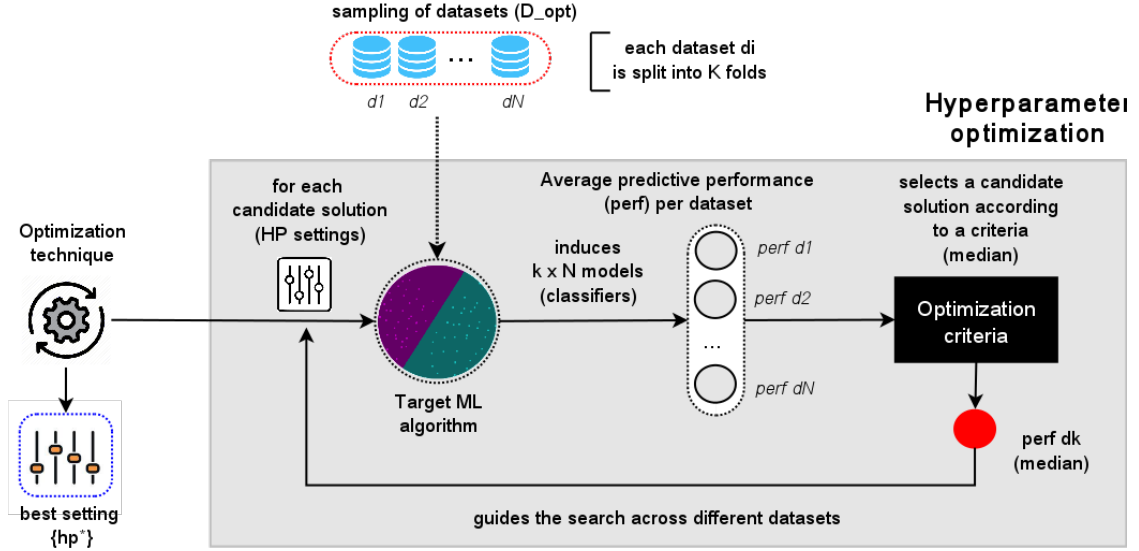 sampling of datasets (D_opt)
d1
d2
...
dN
each dataset di
is split into K folds
Hyperparameter
optimization
Optimization
technique
best setting
{hp*}
for each
candidate solution
(HP settings)
Target ML
algorithm
induces
k x N models
(classifiers)
Average predictive performance
(perf) per dataset
perf d1
perf d2
...
perf dN
selects a candidate
solution according
to a criteria
(median)
Optimization
criteria
perf dk
(median)
guides the search across different datasets